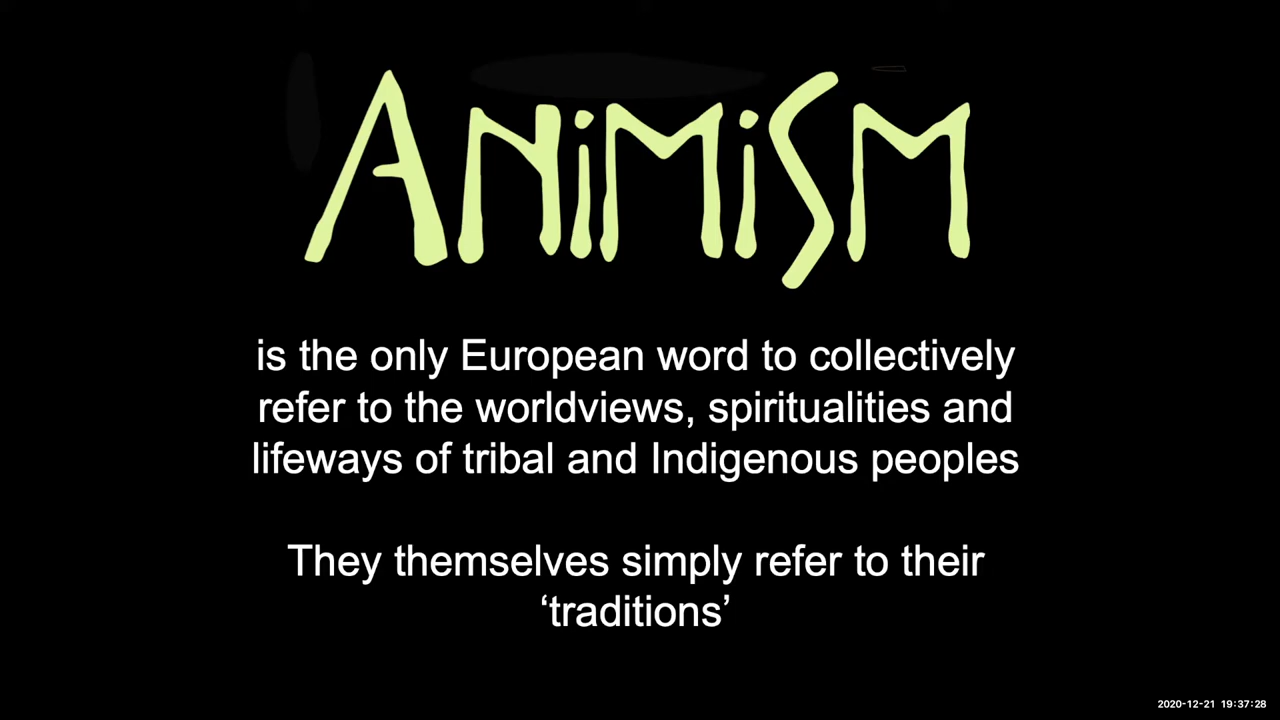 ANiMiSM
is the only European word to collectively
refer to the worldviews, spiritualities and
lifeways of tribal and Indigenous peoples
They themselves simply refer to their
‘traditions’
2020-12-21 19:37:28